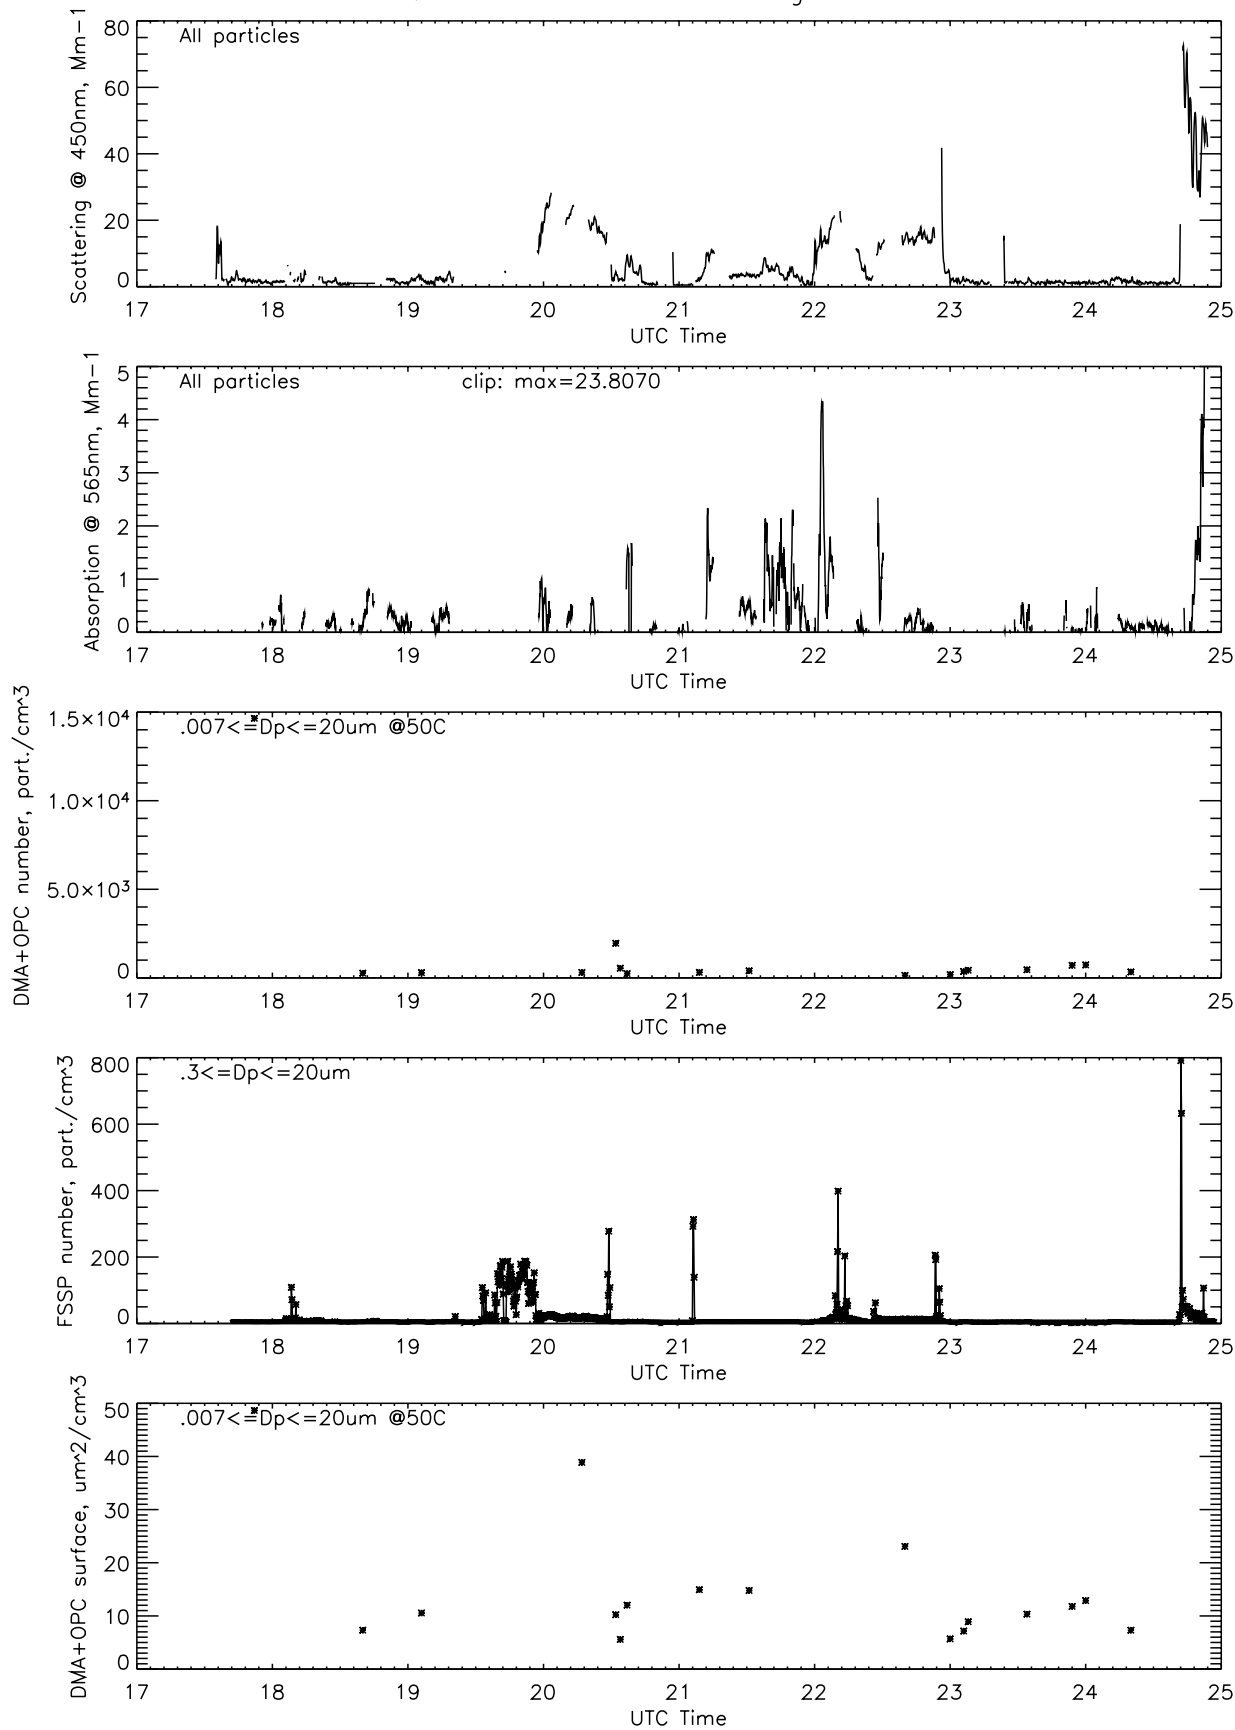 80
All particles
60
40
20
0
Scattering @ 450nm, Mm-1
17 18 19 20 21 22 23 24 25
UTC Time
5
All particles clip: max=23.8070
4
3
2
1
0
Absorption @ 565nm, Mm-1
17 18 19 20 21 22 23 24 25
UTC Time
1.5×10⁴
.007<=Dp<=20um @50C
1.0×10⁴
5.0×10³
0
DMA+OPC number, part./cm^3
17 18 19 20 21 22 23 24 25
UTC Time
800
.3<=Dp<=20um
600
400
200
0
FSSP number, part./cm^3
17 18 19 20 21 22 23 24 25
UTC Time
50
.007<=Dp<=20um @50C
40
30
20
10
0
DMA+OPC surface, um^2/cm^3
17 18 19 20 21 22 23 24 25
UTC Time